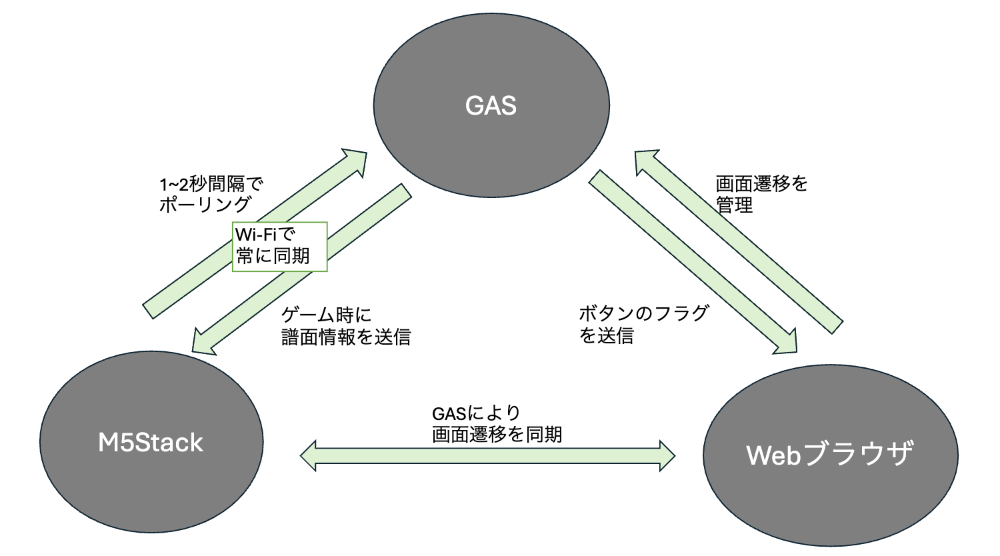 GAS
1~2秒間隔で
ポーリング
画面遷移を
管理
Wi-Fiで
常に同期
ゲーム時に
譜面情報を送信
ボタンのフラグ
を送信
GASにより
画面遷移を同期
M5Stack
Webブラウザ